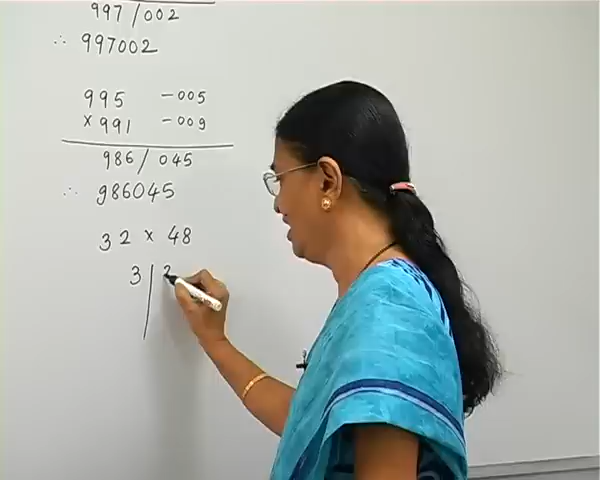 997 / 002
∴ 997002
995 -005
× 991 -009
986 / 045
∴ 986045
32 × 48
3 | 2